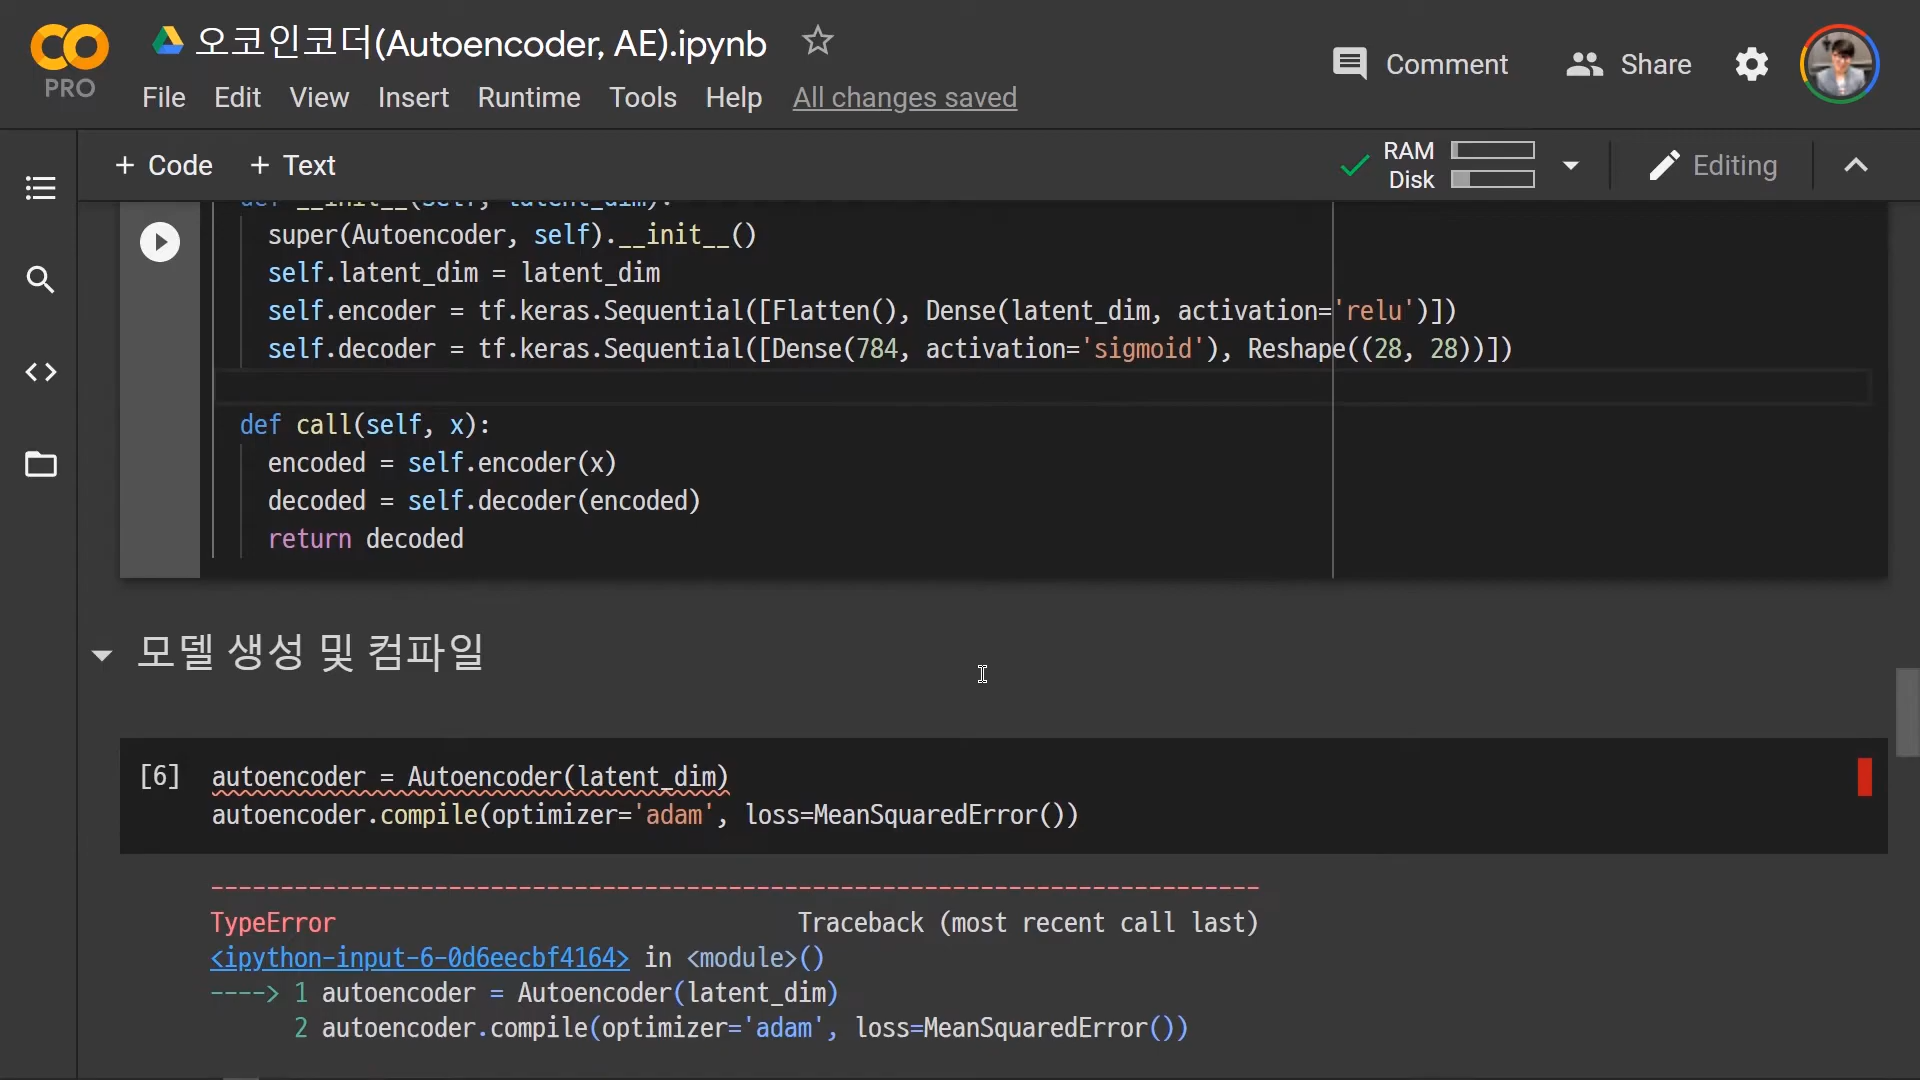 PRO
오코인코더(Autoencoder, AE).ipynb
File Edit View Insert Runtime Tools Help All changes saved
Comment
Share
+ Code + Text
RAM
Disk
Editing
def __init__(self, latent_dim):
super(Autoencoder, self).__init__()
self.latent_dim = latent_dim
self.encoder = tf.keras.Sequential([Flatten(), Dense(latent_dim, activation='relu')])
self.decoder = tf.keras.Sequential([Dense(784, activation='sigmoid'), Reshape((28, 28))])
def call(self, x):
encoded = self.encoder(x)
decoded = self.decoder(encoded)
return decoded
모델 생성 및 컴파일
[6] autoencoder = Autoencoder(latent_dim)
autoencoder.compile(optimizer='adam', loss=MeanSquaredError())
---------------------------------------------------------------------------
TypeError Traceback (most recent call last)
<ipython-input-6-0d6eecbf4164> in <module>()
----> 1 autoencoder = Autoencoder(latent_dim)
2 autoencoder.compile(optimizer='adam', loss=MeanSquaredError())